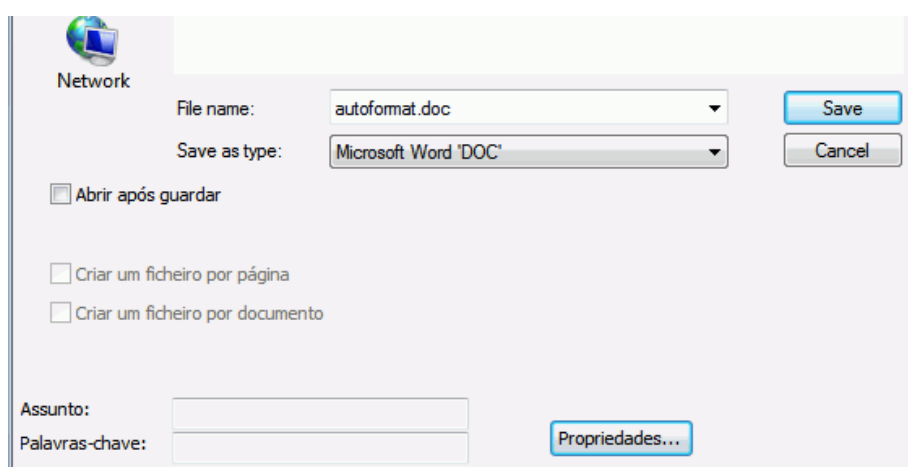 Network
File name: autoformat.doc Save
Save as type: Microsoft Word 'DOC' Cancel
Abrir após guardar
Criar um ficheiro por página
Criar um ficheiro por documento
Assunto:
Palavras-chave: Propriedades...